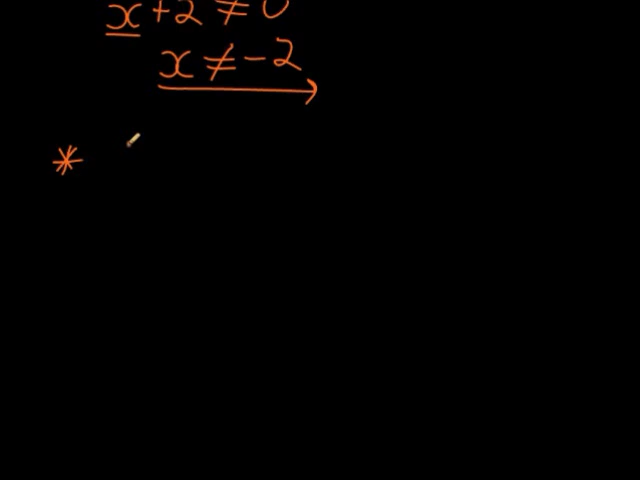 x + 2 ≠ 0
x ≠ -2
*